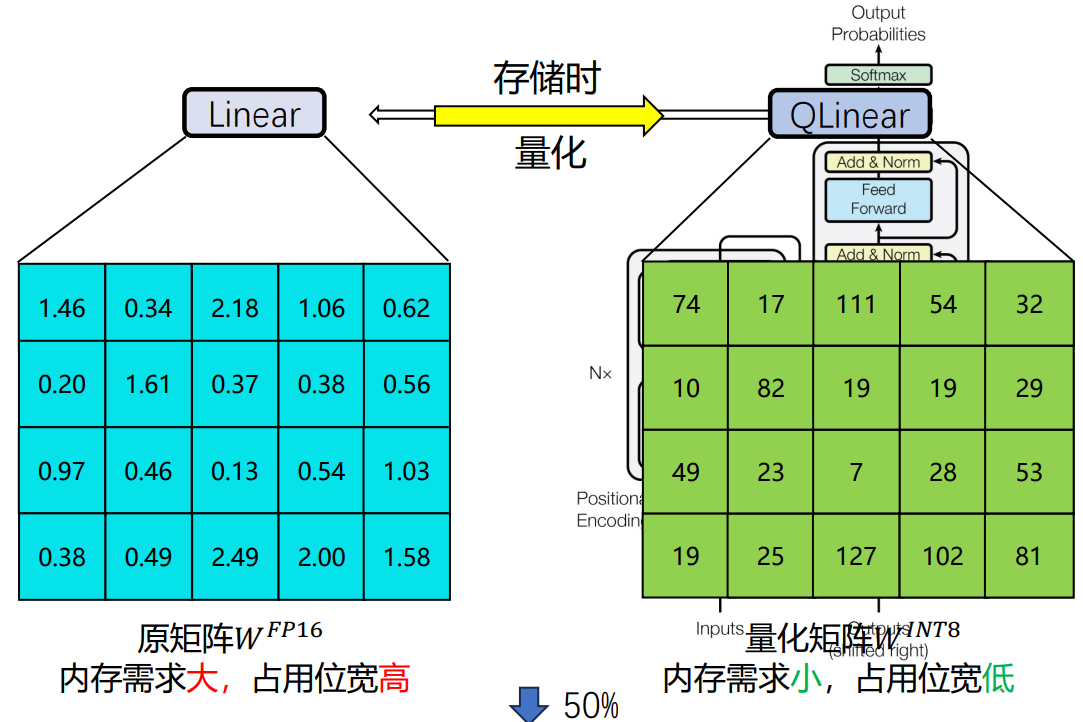 Output
Probabilities
Softmax
存储时
Linear
QLinear
量化
Add & Norm
Feed
Forward
Add & Norm
1.46 0.34 2.18 1.06 0.62
0.20 1.61 0.37 0.38 0.56
0.97 0.46 0.13 0.54 1.03
0.38 0.49 2.49 2.00 1.58
N×
Positiona
Encoding
74 17 111 54 32
10 82 19 19 29
49 23 7 28 53
19 25 127 102 81
原矩阵W^FP16
内存需求大，占用位宽高
Inputs
Outputs
(shifted right)
量化矩阵W^INT8
内存需求小，占用位宽低
50%